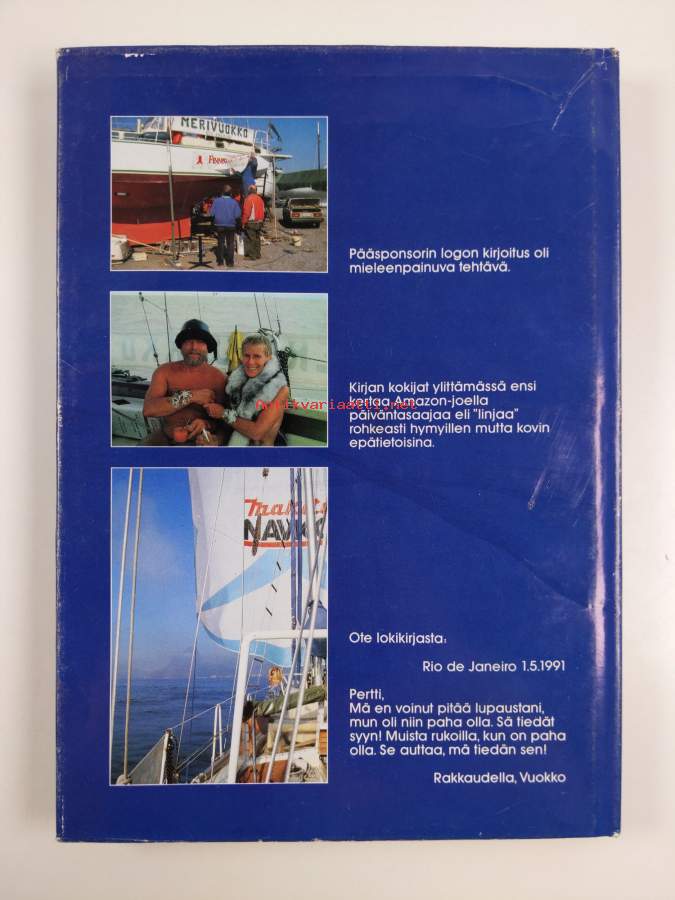 MERIVUOKKO
Pääsponsorin logon kirjoitus oli
mieleenpainuva tehtävä.
Kirjan kokijat ylittämässä ensi
kertaa Amazon-joella
päiväntasaajaa eli "linjaa"
rohkeasti hymyillen mutta kovin
epätietoisina.
Antikvariaatti.net
Ote lokikirjasta:
Rio de Janeiro 1.5.1991
Pertti,
Mä en voinut pitää lupaustani,
mun oli niin paha olla. Sä tiedät
syyn! Muista rukoilla, kun on paha
olla. Se auttaa, mä tiedän sen!
Rakkaudella, Vuokko